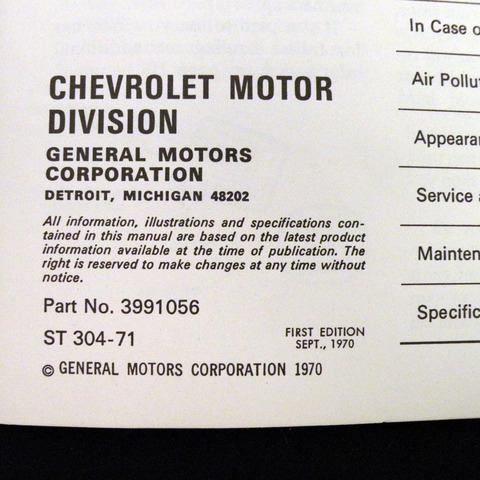 CHEVROLET MOTOR
DIVISION
GENERAL MOTORS
CORPORATION
DETROIT, MICHIGAN 48202
All information, illustrations and specifications con-
tained in this manual are based on the latest product
information available at the time of publication. The
right is reserved to make changes at any time without
notice.
Part No. 3991056
ST 304-71
FIRST EDITION
SEPT., 1970
© GENERAL MOTORS CORPORATION 1970
In Case o
Air Pollu
Appeara
Service a
Mainten
Specific